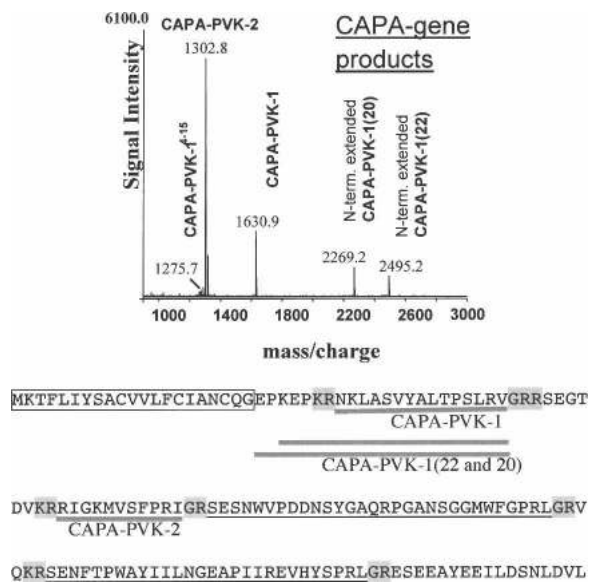 6100.0
CAPA-PVK-2
1302.8
CAPA-gene
products
Signal Intensity
CAPA-PVK-1 4-15
CAPA-PVK-1
N-term. extended
CAPA-PVK-1(20)
N-term. extended
CAPA-PVK-1(22)
1630.9
1275.7
2269.2
2495.2
1000 1400 2200 2600 3000
mass/charge
MKTFLIYSACVVLFCIANCQGEPKEPKRNKLASVYALTPSLRVGRRSEGT
CAPA-PVK-1
CAPA-PVK-1(22 and 20)
DVKRRIGKMVSFPRIGRSESNWVPDDNSYGAQRPGANSGGMWFGPRLGRV
CAPA-PVK-2
QKRSENFTPWAYIILNGEAPIIREVHYSPRLGRESEEAYEEILDSNLDVL